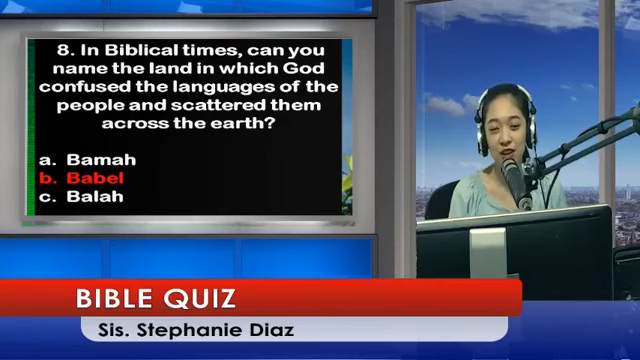 8. In Biblical times, can you
name the land in which God
confused the languages of the
people and scattered them
across the earth?
a. Bamah
b. Babel
c. Balah
BIBLE QUIZ
Sis. Stephanie Diaz